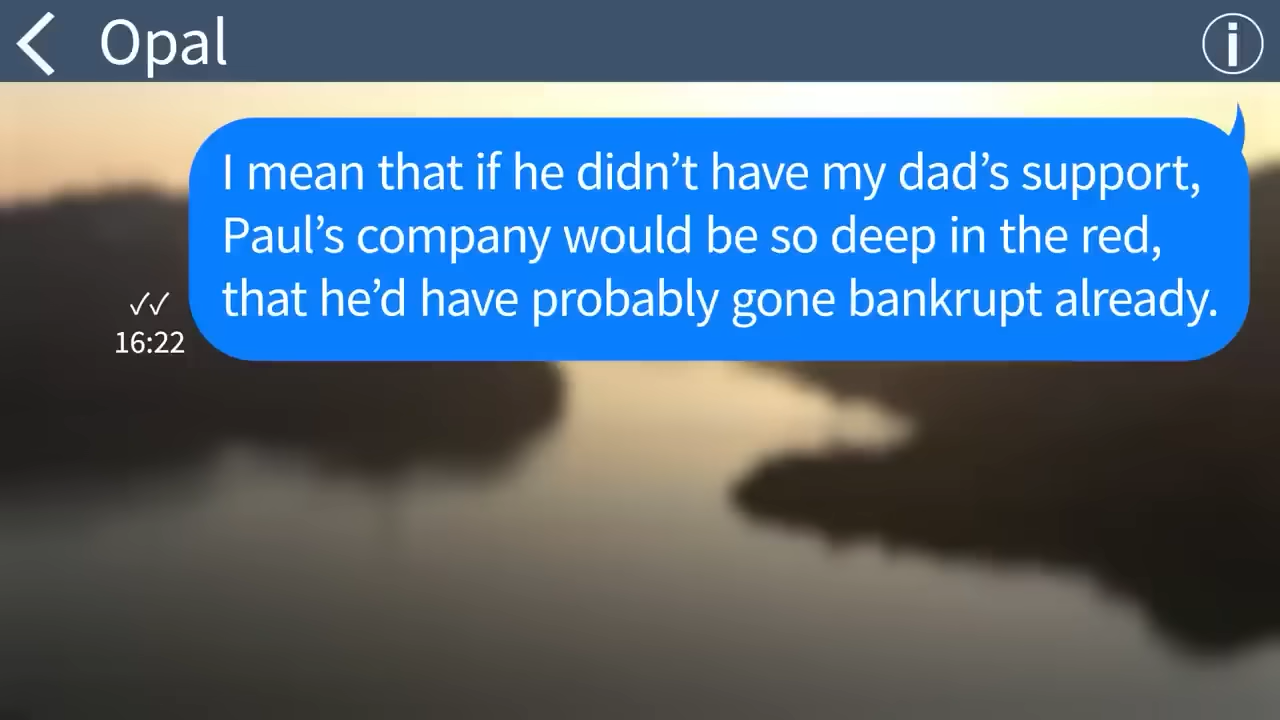 Opal
I mean that if he didn’t have my dad’s support,
Paul’s company would be so deep in the red,
that he’d have probably gone bankrupt already.
✓✓
16:22